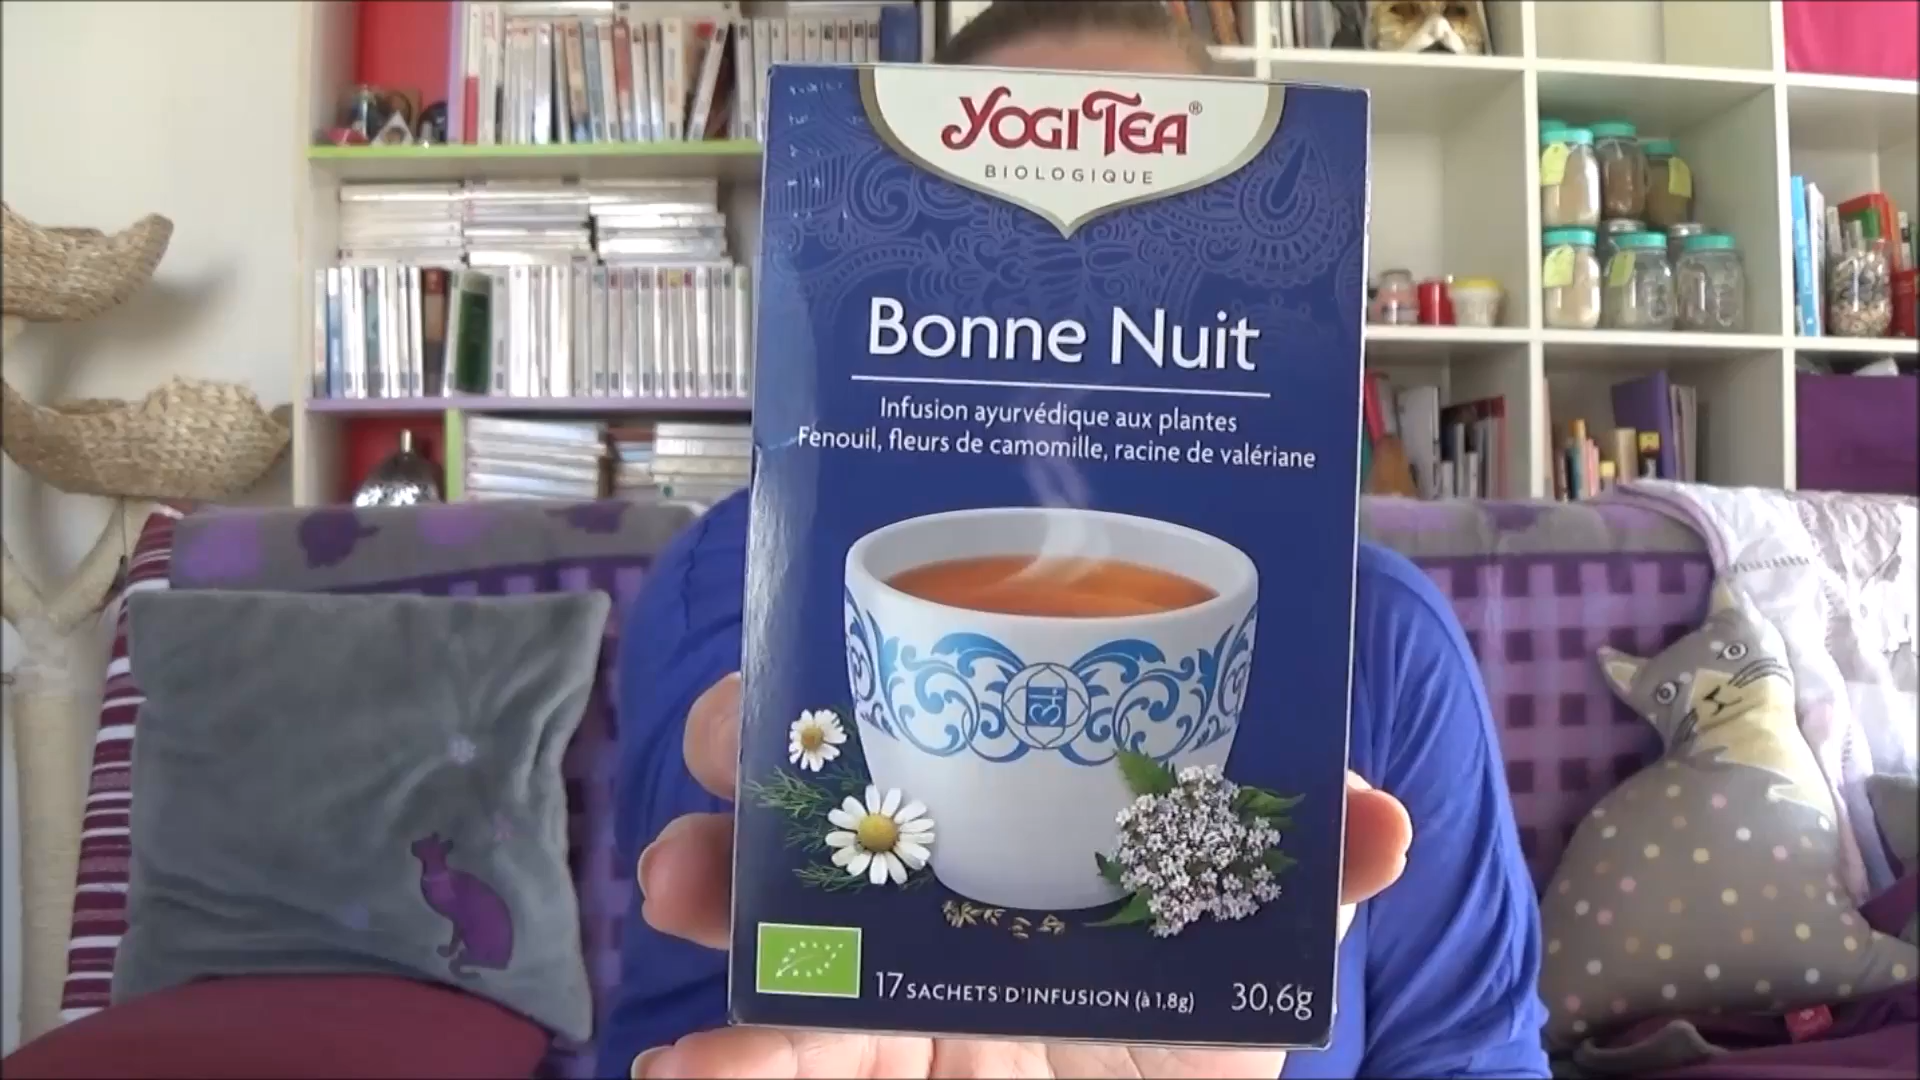 YOGI TEA®
BIOLOGIQUE
Bonne Nuit
Infusion ayurvédique aux plantes
Fenouil, fleurs de camomille, racine de valériane
17 SACHETS D'INFUSION (à 1,8g) 30,6g